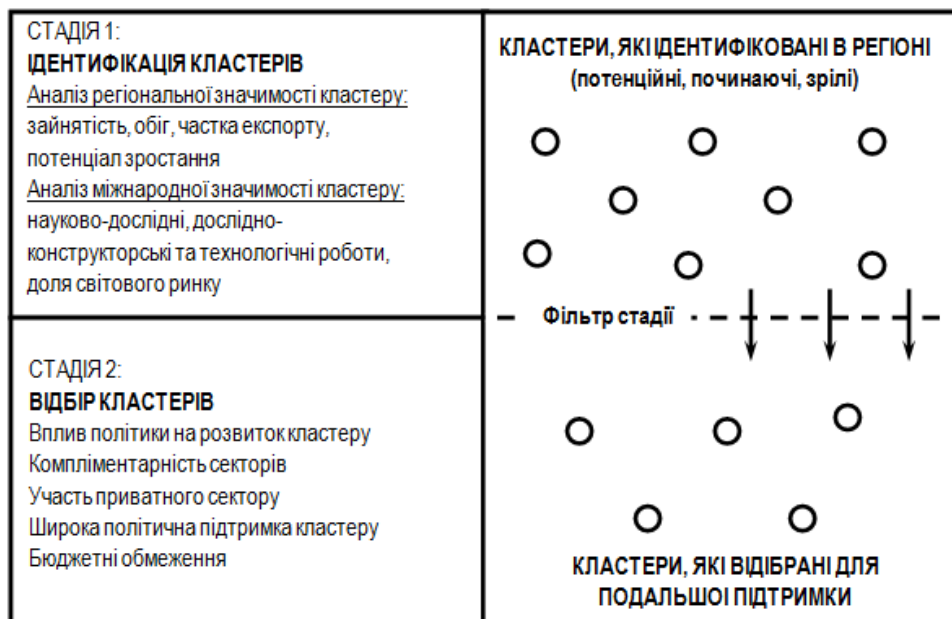 СТАДІЯ 1:
ІДЕНТИФІКАЦІЯ КЛАСТЕРІВ
Аналіз регіональної значимості кластеру:
зайнятість, обіг, частка експорту,
потенціал зростання
Аналіз міжнародної значимості кластеру:
науково-дослідні, дослідно-
конструкторські та технологічні роботи,
доля світового ринку
КЛАСТЕРИ, ЯКІ ІДЕНТИФІКОВАНІ В РЕГІОНІ
(потенційні, починаючі, зрілі)
Фільтр стадії
СТАДІЯ 2:
ВІДБІР КЛАСТЕРІВ
Вплив політики на розвиток кластеру
Компліментарність секторів
Участь приватного сектору
Широка політична підтримка кластеру
Бюджетні обмеження
КЛАСТЕРИ, ЯКІ ВІДІБРАНІ ДЛЯ
ПОДАЛЬШОЇ ПІДТРИМКИ